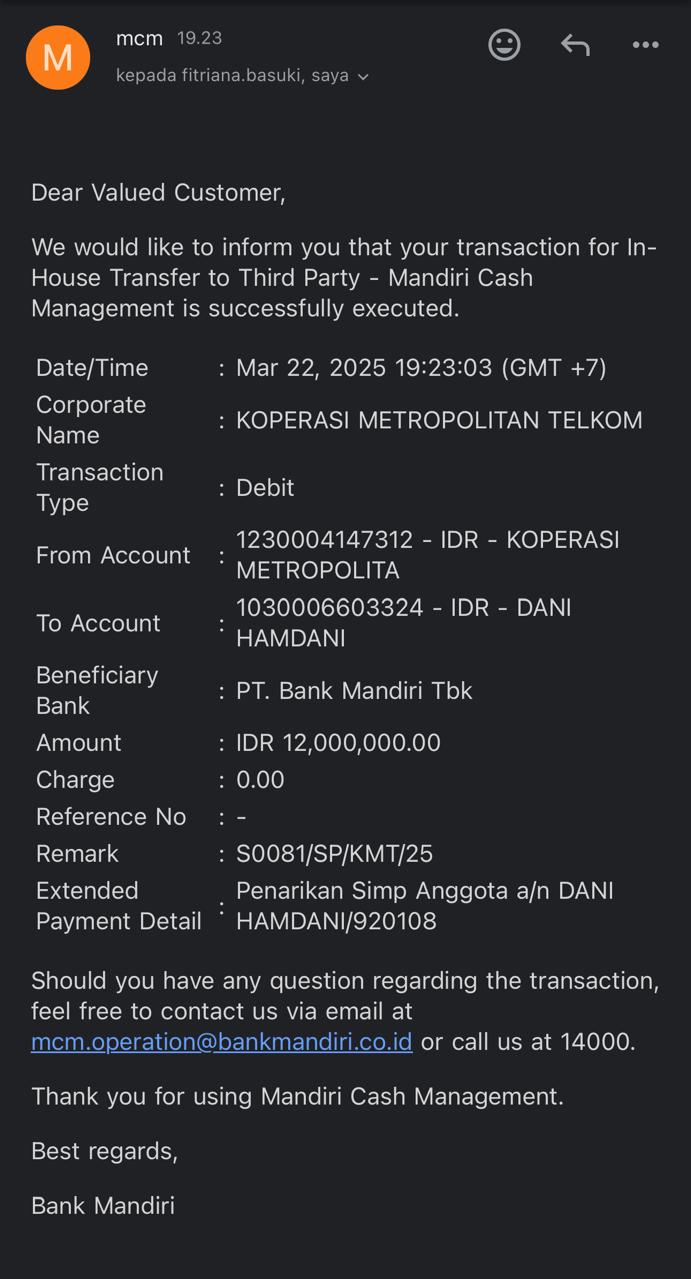 M
mcm 19.23
kepada fitriana.basuki, saya
Dear Valued Customer,
We would like to inform you that your transaction for In-
House Transfer to Third Party - Mandiri Cash
Management is successfully executed.
Date/Time : Mar 22, 2025 19:23:03 (GMT +7)
Corporate
Name : KOPERASI METROPOLITAN TELKOM
Transaction
Type : Debit
From Account : 1230004147312 - IDR - KOPERASI
METROPOLITA
To Account : 1030006603324 - IDR - DANI
HAMDANI
Beneficiary
Bank : PT. Bank Mandiri Tbk
Amount : IDR 12,000,000.00
Charge : 0.00
Reference No : -
Remark : S0081/SP/KMT/25
Extended
Payment Detail : Penarikan Simp Anggota a/n DANI
HAMDANI/920108
Should you have any question regarding the transaction,
feel free to contact us via email at
mcm.operation@bankmandiri.co.id or call us at 14000.
Thank you for using Mandiri Cash Management.
Best regards,
Bank Mandiri